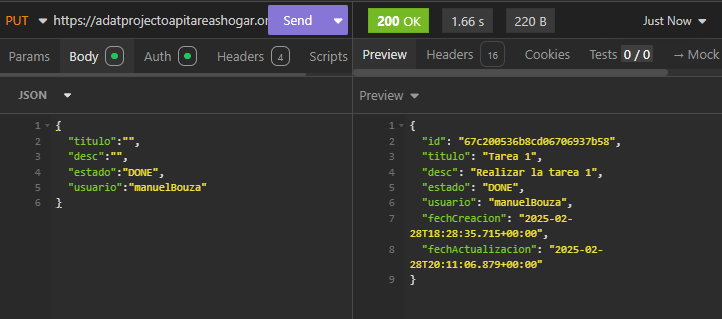 PUT https://adatprojectoapitareashogar.or Send
200 OK 1.66 s 220 B Just Now
Params Body Auth Headers 4 Scripts
Preview Headers 16 Cookies Tests 0 / 0 → Mock
JSON
Preview
1 {
2 "titulo":"",
3 "desc":"",
4 "estado":"DONE",
5 "usuario":"manuelBouza"
6 }
1 {
2 "id": "67c200536b8cd06706937b58",
3 "titulo": "Tarea 1",
4 "desc": "Realizar la tarea 1",
5 "estado": "DONE",
6 "usuario": "manuelBouza",
7 "fechCreacion": "2025-02-
28T18:28:35.715+00:00",
8 "fechActualizacion": "2025-02-
28T20:11:06.879+00:00"
9 }